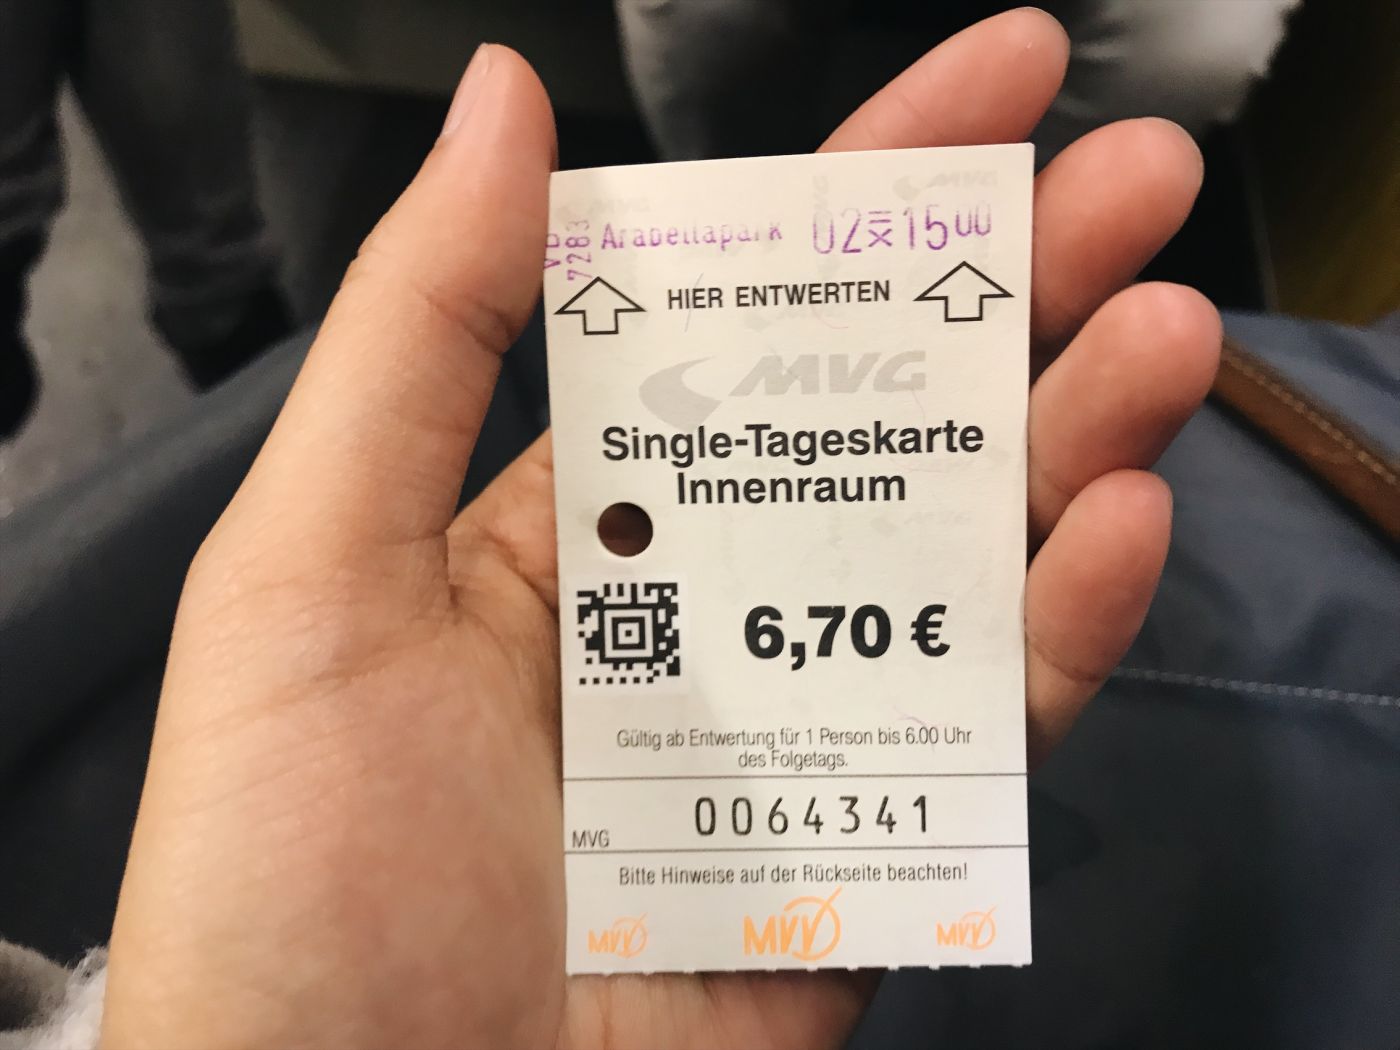 7283 Arabellapark 02 15 00
HIER ENTWERTEN
MVG
Single-Tageskarte
Innenraum
6,70 €
Gültig ab Entwertung für 1 Person bis 6.00 Uhr
des Folgetags.
MVG 0064341
Bitte Hinweise auf der Rückseite beachten!
MVV MVV MVV